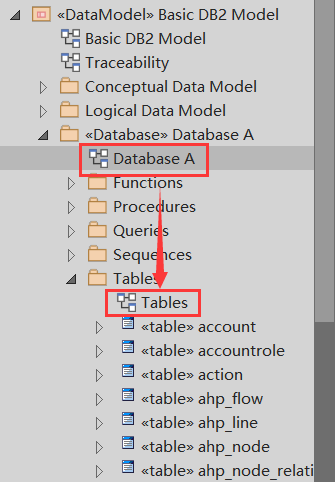 «DataModel» Basic DB2 Model
Basic DB2 Model
Traceability
Conceptual Data Model
Logical Data Model
«Database» Database A
Database A
Functions
Procedures
Queries
Sequences
Tables
Tables
«table» account
«table» accountrole
«table» action
«table» ahp_flow
«table» ahp_line
«table» ahp_node
«table» ahp_node_relati